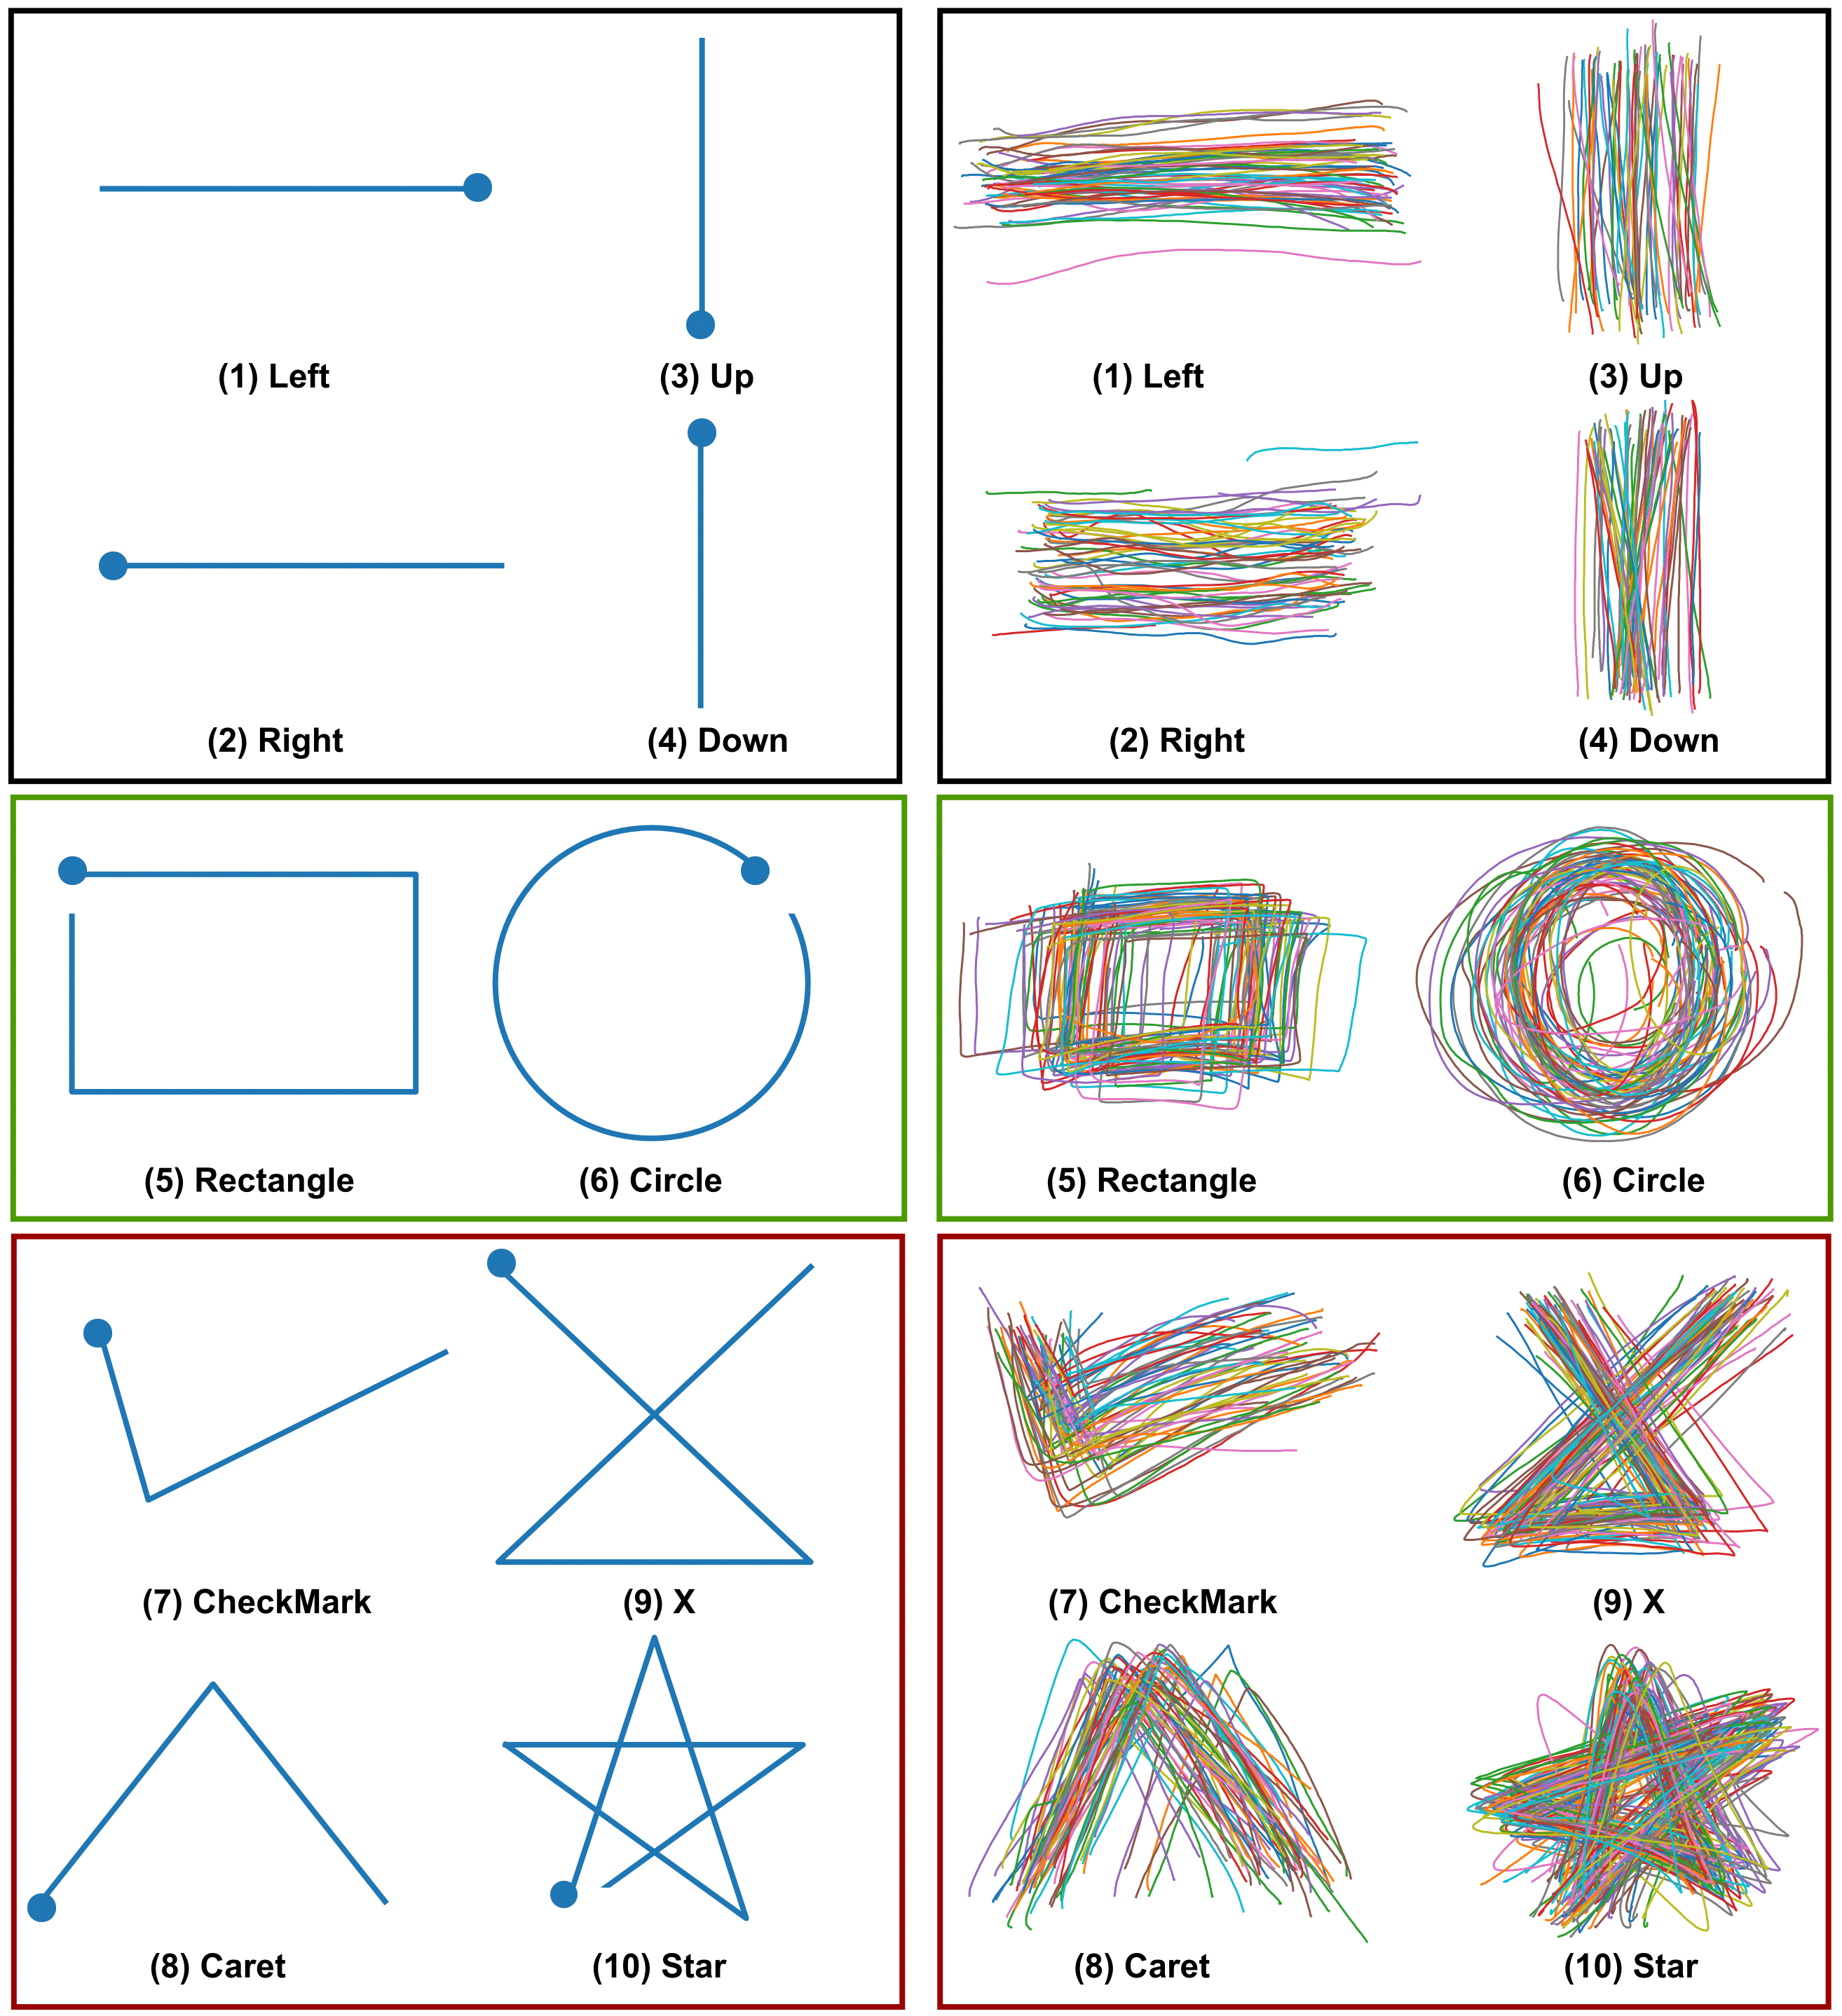 (1) Left
(3) Up
(2) Right
(4) Down
(1) Left
(3) Up
(2) Right
(4) Down
(5) Rectangle
(6) Circle
(5) Rectangle
(6) Circle
(7) CheckMark
(9) X
(8) Caret
(10) Star
(7) CheckMark
(9) X
(8) Caret
(10) Star